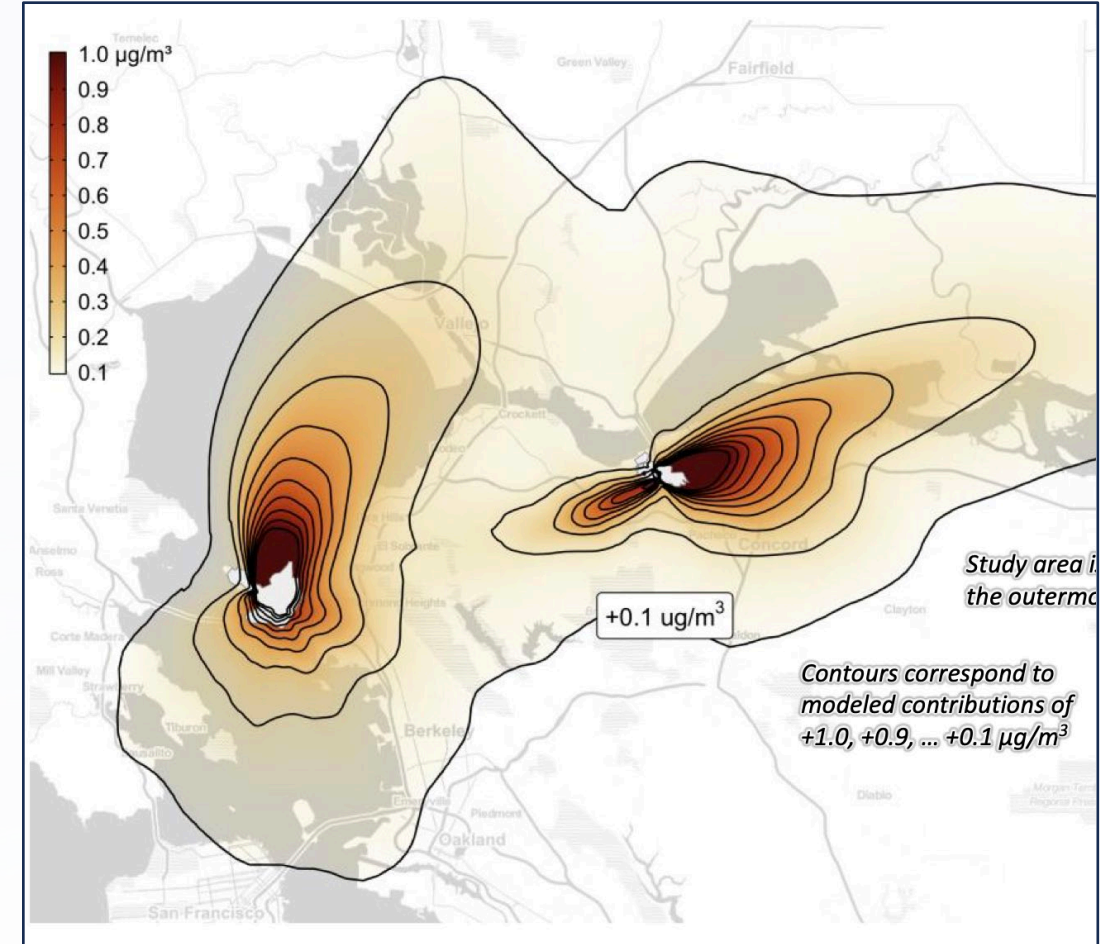 Temelec
1.0 µg/m³
0.9
0.8
0.7
0.6
0.5
0.4
0.3
0.2
0.1
Green Valley
Fairfield
Vallejo
Crockett
Santa Venetia
Anselmo
Ross
El Sobrante
Heights
Pacheco
Concord
Corte Madera
Mill Valley
Strawberry
Tiburon
Clayton
+0.1 ug/m³
Study area i
the outermo
Contours correspond to
modeled contributions of
+1.0, +0.9, ... +0.1 µg/m³
Berkeley
Emeryville
Piedmont
Oakland
Diablo
San Francisco